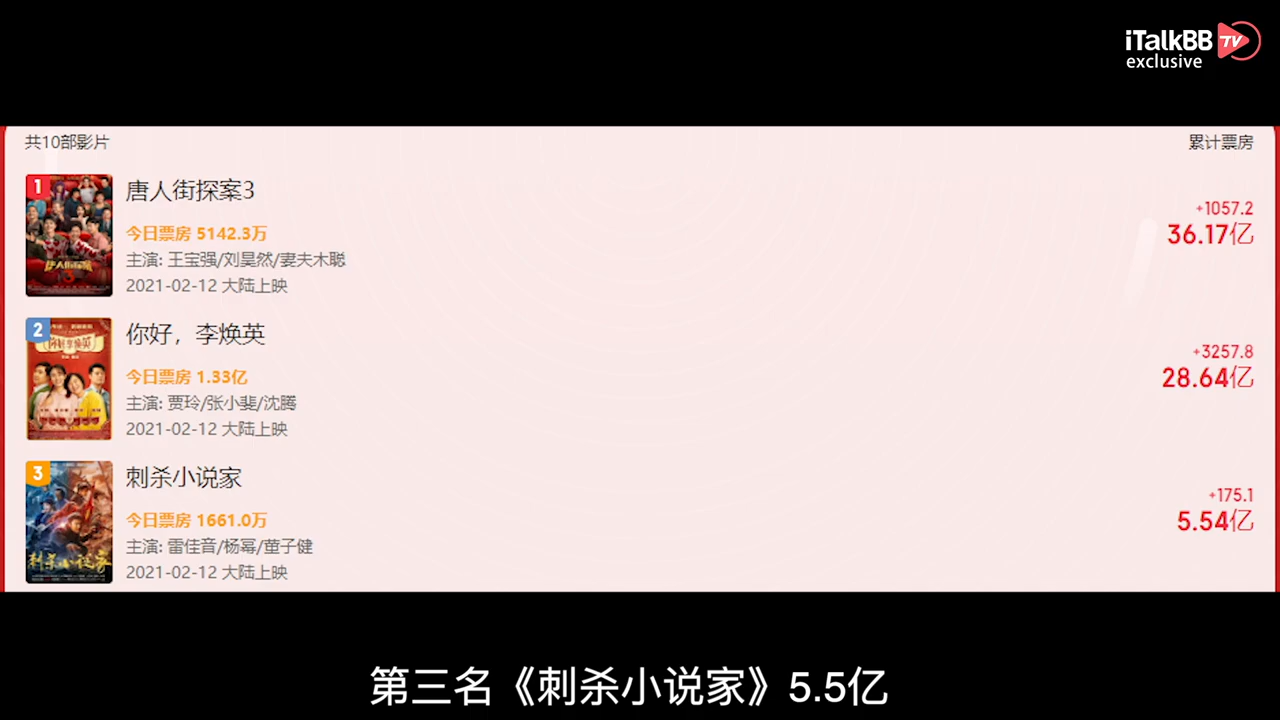 iTalkBB TV
exclusive
共10部影片
累计票房
1
唐人街探案3
今日票房 5142.3万
主演: 王宝强/刘昊然/妻夫木聪
2021-02-12 大陆上映
+1057.2
36.17亿
2
你好，李焕英
今日票房 1.33亿
主演: 贾玲/张小斐/沈腾
2021-02-12 大陆上映
+3257.8
28.64亿
3
刺杀小说家
今日票房 1661.0万
主演: 雷佳音/杨幂/董子健
2021-02-12 大陆上映
+175.1
5.54亿
刺杀小说家
第三名《刺杀小说家》5.5亿